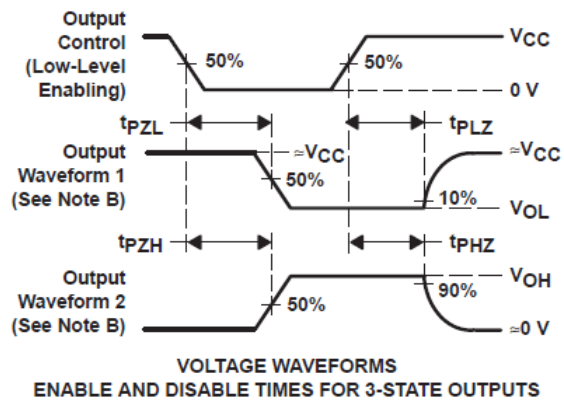 Output
Control
(Low-Level
Enabling)
50%
50%
VCC
0 V
tPZL
tPLZ
Output
Waveform 1
(See Note B)
≈VCC
50%
≈VCC
10%
VOL
tPZH
tPHZ
Output
Waveform 2
(See Note B)
50%
VOH
90%
≈0 V
VOLTAGE WAVEFORMS
ENABLE AND DISABLE TIMES FOR 3-STATE OUTPUTS